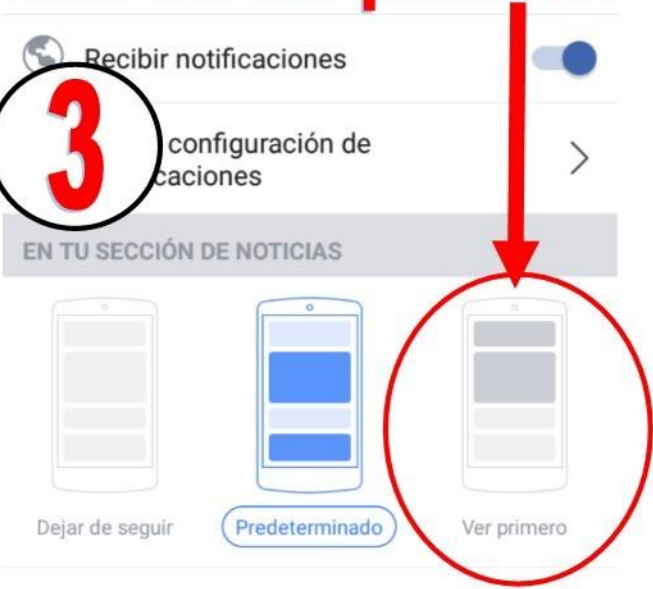 Recibir notificaciones
3
configuración de
caciones
EN TU SECCIÓN DE NOTICIAS
Dejar de seguir
Predeterminado
Ver primero